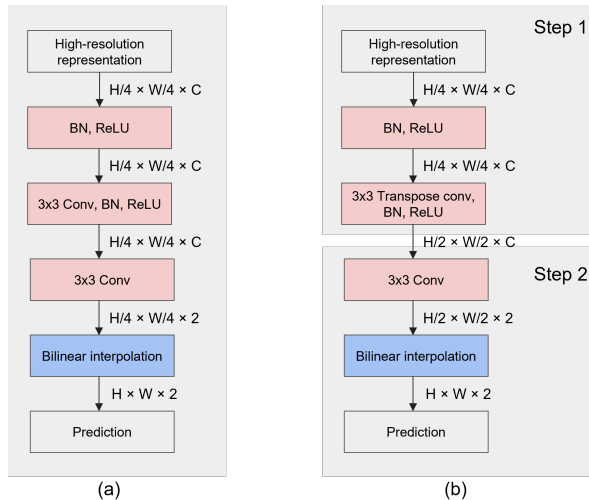 High-resolution
representation
H/4 × W/4 × C
BN, ReLU
H/4 × W/4 × C
3x3 Conv, BN, ReLU
H/4 × W/4 × C
3x3 Conv
H/4 × W/4 × 2
Bilinear interpolation
H × W × 2
Prediction
(a)
Step 1
High-resolution
representation
H/4 × W/4 × C
BN, ReLU
H/4 × W/4 × C
3x3 Transpose conv,
BN, ReLU
H/2 × W/2 × C
Step 2
3x3 Conv
H/2 × W/2 × 2
Bilinear interpolation
H × W × 2
Prediction
(b)